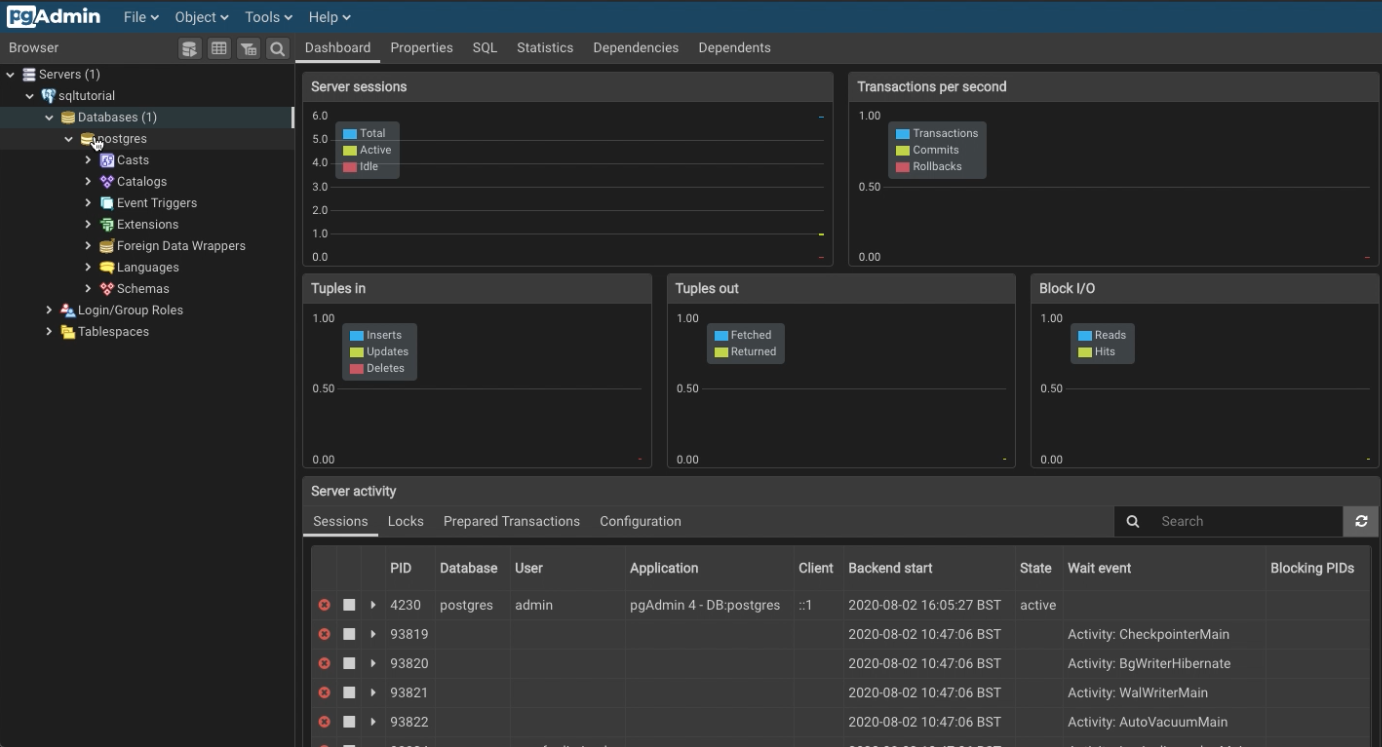 pgAdmin File Object Tools Help
Browser Dashboard Properties SQL Statistics Dependencies Dependents
Servers (1)
sqltutorial
Databases (1)
postgres
Casts
Catalogs
Event Triggers
Extensions
Foreign Data Wrappers
Languages
Schemas
Login/Group Roles
Tablespaces
Server sessions
6.0
5.0
4.0
3.0
2.0
1.0
0.0
Total
Active
Idle
Transactions per second
1.00
0.50
0.00
Transactions
Commits
Rollbacks
Tuples in
1.00
0.50
0.00
Inserts
Updates
Deletes
Tuples out
1.00
0.50
0.00
Fetched
Returned
Block I/O
1.00
0.50
0.00
Reads
Hits
Server activity
Sessions Locks Prepared Transactions Configuration Search
PID Database User Application Client Backend start State Wait event Blocking PIDs
4230 postgres admin pgAdmin 4 - DB:postgres ::1 2020-08-02 16:05:27 BST active
93819 2020-08-02 10:47:06 BST Activity: CheckpointerMain
93820 2020-08-02 10:47:06 BST Activity: BgWriterHibernate
93821 2020-08-02 10:47:06 BST Activity: WalWriterMain
93822 2020-08-02 10:47:06 BST Activity: AutoVacuumMain